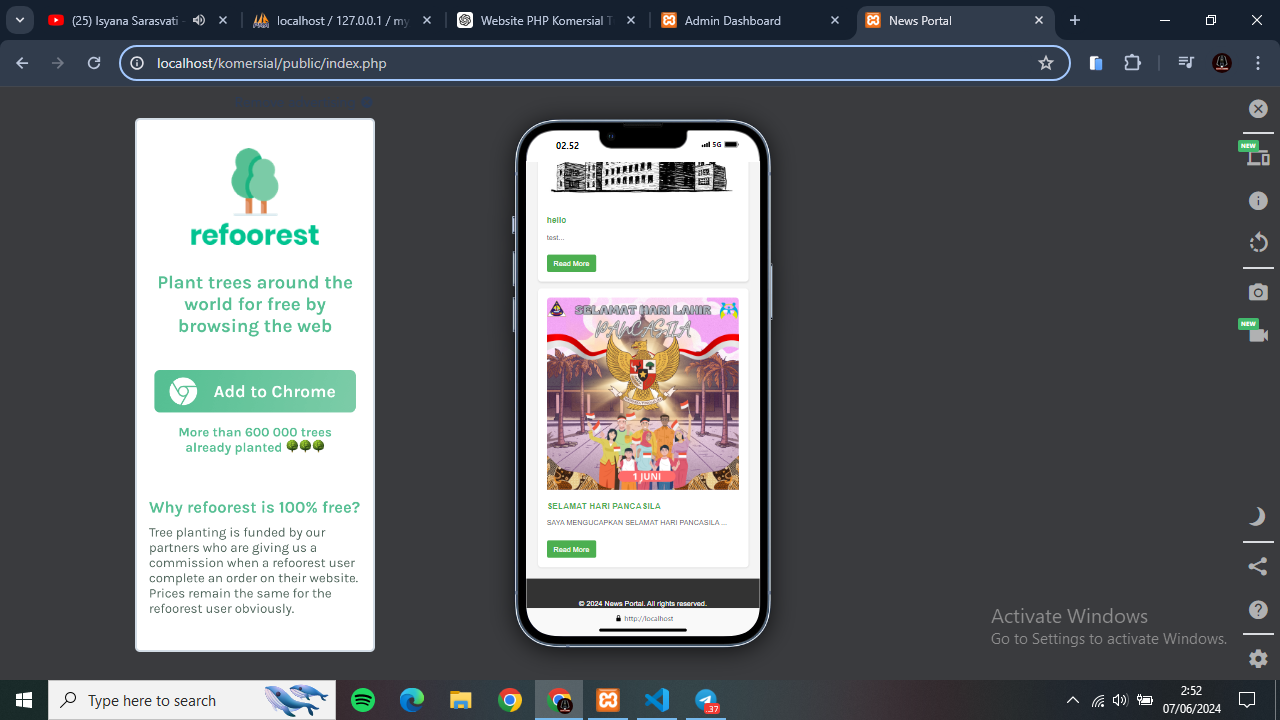 (25) Isyana Sarasvati -
localhost / 127.0.0.1 / my
Website PHP Komersial T
Admin Dashboard
News Portal
localhost/komersial/public/index.php
refoorest
Plant trees around the
world for free by
browsing the web
Add to Chrome
More than 600 000 trees
already planted 🌳🌳🌳
Why refoorest is 100% free?
Tree planting is funded by our
partners who are giving us a
commission when a refoorest user
complete an order on their website.
Prices remain the same for the
refoorest user obviously.
02.52
5G
hello
test...
Read More
SELAMAT HARI LAHIR
PANCASILA
1 JUNI
SELAMAT HARI PANCASILA
SAYA MENGUCAPKAN SELAMAT HARI PANCASILA ...
Read More
© 2024 News Portal. All rights reserved.
http://localhost
NEW
NEW
Activate Windows
Go to Settings to activate Windows.
Type here to search
.37
2:52
07/06/2024